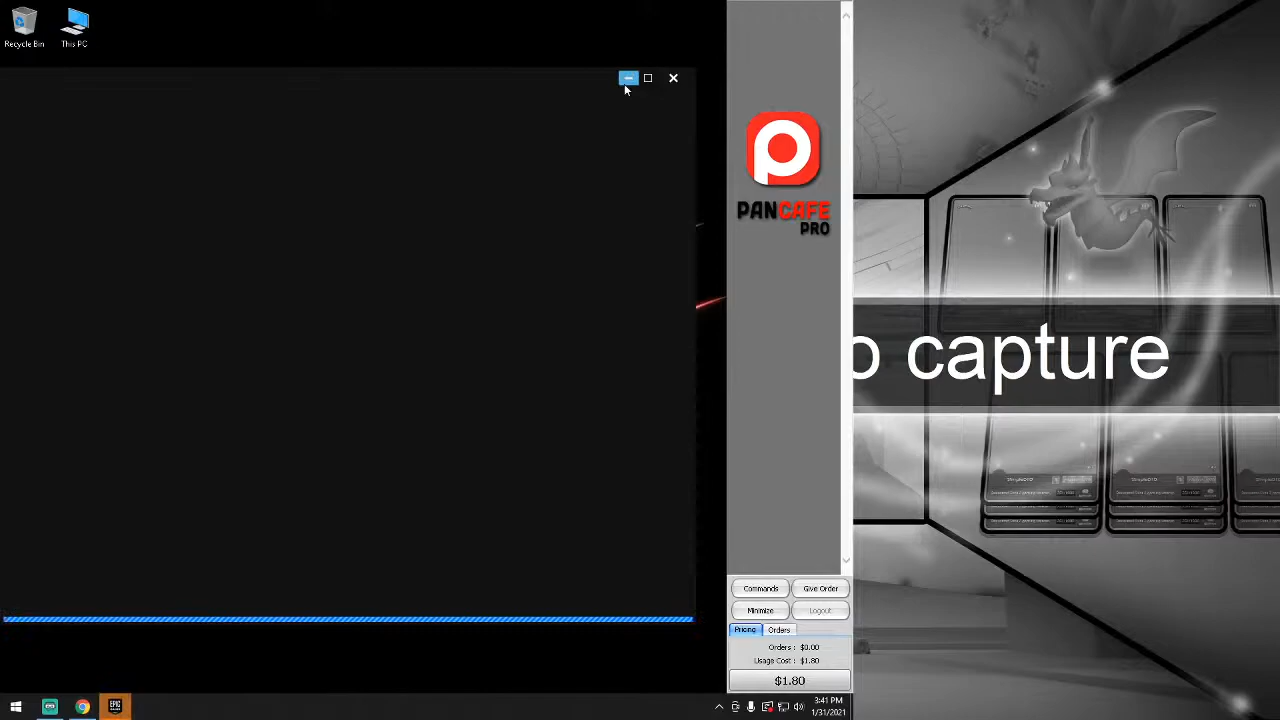 Recycle Bin
This PC
PANCAFE
PRO
o capture
Commands
Give Order
Minimize
Logout
Pricing
Orders
Orders : $0.00
Usage Cost : $1.80
$1.80
EPIC
3:41 PM
1/31/2021